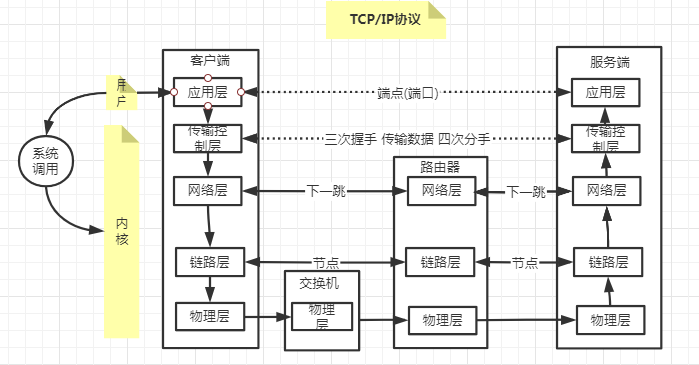 TCP/IP协议
客户端
服务端
用
户
应用层
端点(端口)
应用层
传输控
制层
三次握手 传输数据 四次分手
传输控
制层
系统
调用
路由器
网络层
下一跳
网络层
下一跳
网络层
内
核
链路层
节点
链路层
节点
链路层
交换机
物理层
物理
层
物理层
物理层